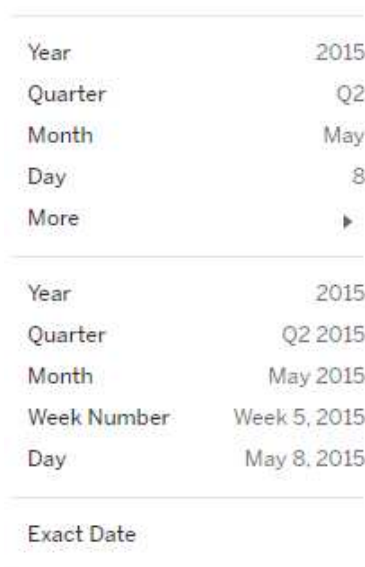 Year 2015
Quarter Q2
Month May
Day 8
More
Year 2015
Quarter Q2 2015
Month May 2015
Week Number Week 5, 2015
Day May 8, 2015
Exact Date